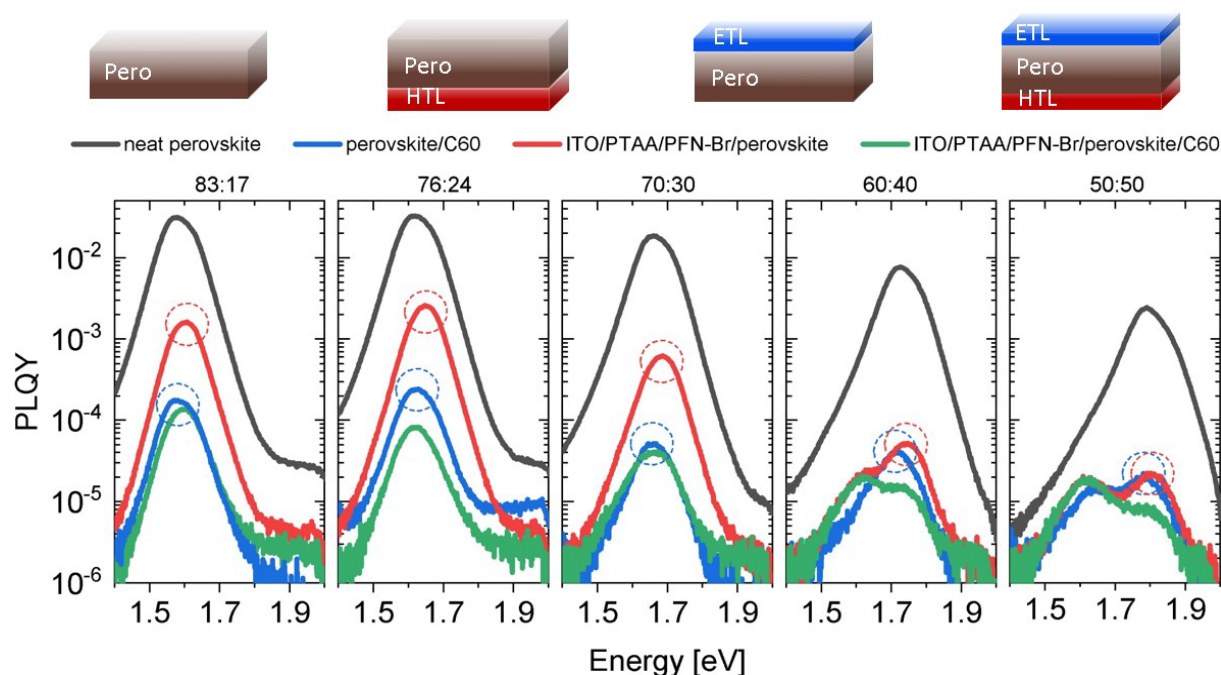 Pero
Pero
HTL
ETL
Pero
ETL
Pero
HTL
neat perovskite perovskite/C60 ITO/PTAA/PFN-Br/perovskite ITO/PTAA/PFN-Br/perovskite/C60
83:17 76:24 70:30 60:40 50:50
PLQY
10-2
10-3
10-4
10-5
10-6
1.5 1.7 1.9 1.5 1.7 1.9 1.5 1.7 1.9 1.5 1.7 1.9 1.5 1.7 1.9
Energy [eV]